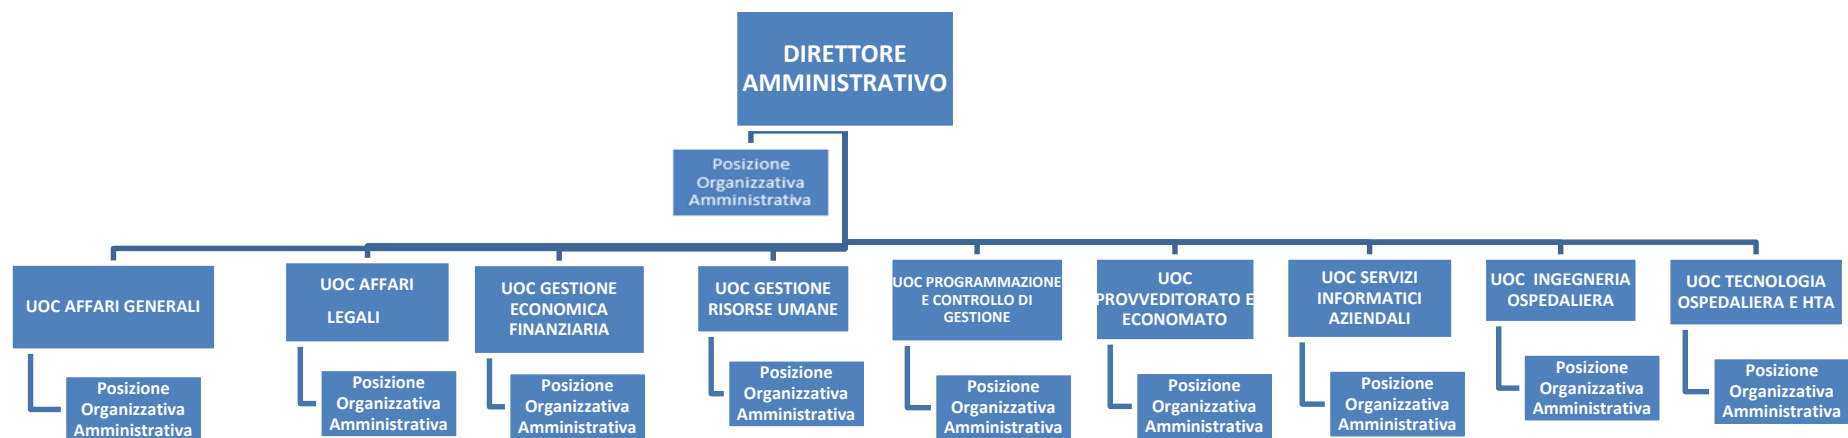 DIRETTORE
AMMINISTRATIVO
Posizione
Organizzativa
Amministrativa
UOC AFFARI GENERALI
UOC AFFARI
LEGALI
UOC GESTIONE
ECONOMICA
FINANZIARIA
UOC GESTIONE
RISORSE UMANE
UOC PROGRAMMAZIONE
E CONTROLLO DI
GESTIONE
UOC
PROVVEDITORATO E
ECONOMATO
UOC SERVIZI
INFORMATICI
AZIENDALI
UOC INGEGNERIA
OSPEDALIERA
UOC TECNOLOGIA
OSPEDALIERA E HTA
Posizione
Organizzativa
Amministrativa
Posizione
Organizzativa
Amministrativa
Posizione
Organizzativa
Amministrativa
Posizione
Organizzativa
Amministrativa
Posizione
Organizzativa
Amministrativa
Posizione
Organizzativa
Amministrativa
Posizione
Organizzativa
Amministrativa
Posizione
Organizzativa
Amministrativa
Posizione
Organizzativa
Amministrativa